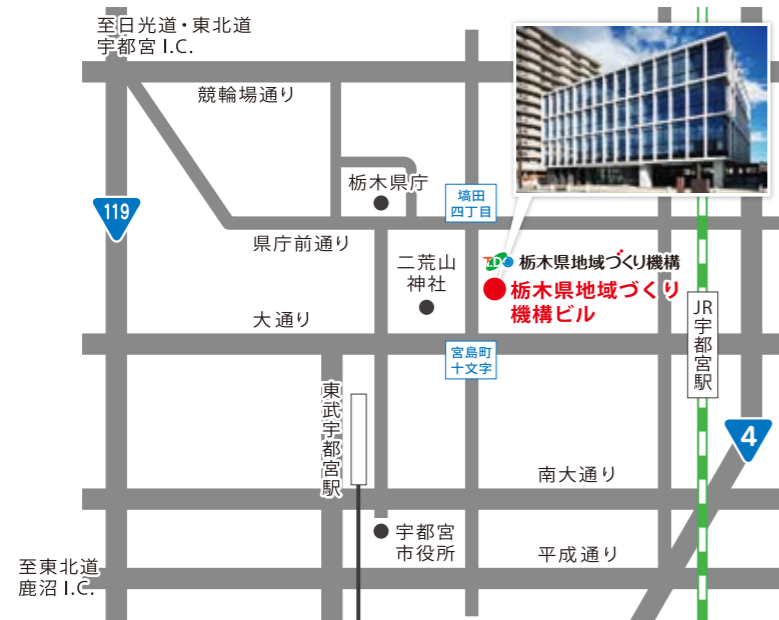 至日光道・東北道
宇都宮 I.C.
競輪場通り
栃木県庁
塙田
四丁目
119
県庁前通り
二荒山
神社
TDO 栃木県地域づくり機構
栃木県地域づくり
機構ビル
大通り
JR宇都宮駅
宮島町
十文字
東武宇都宮駅
4
南大通り
宇都宮
市役所
平成通り
至東北道
鹿沼 I.C.